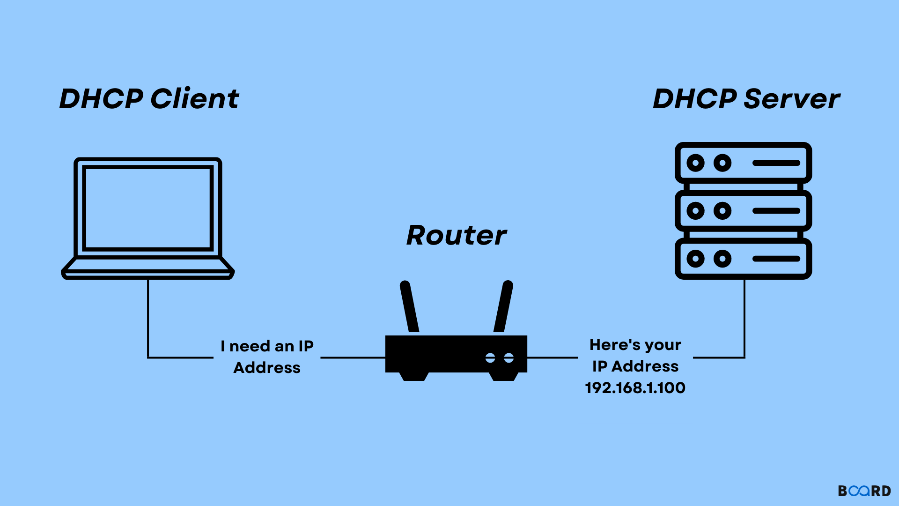 DHCP Client
DHCP Server
Router
I need an IP
Address
Here's your
IP Address
192.168.1.100
BOARD